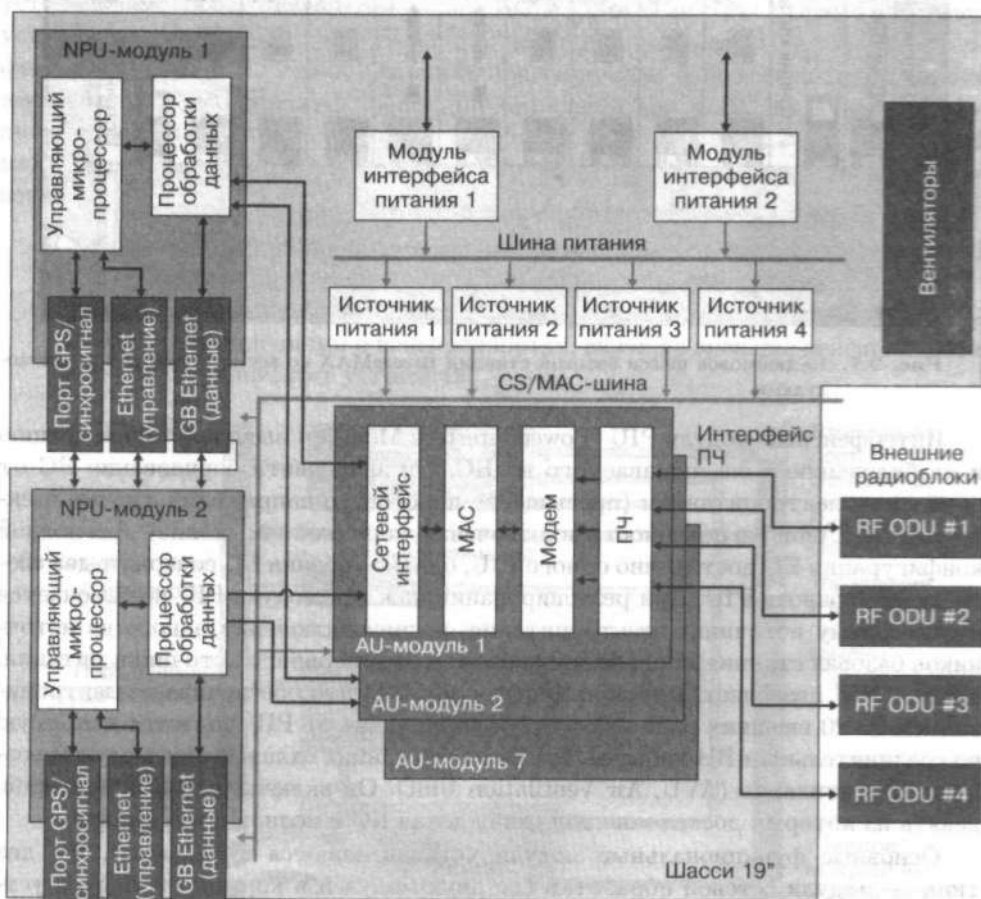 NPU-модуль 1
Управляющий
микро-
процессор
Процессор
обработки
данных
Порт GPS/
синхросигнал
Ethernet
(управление)
GB Ethernet
(данные)
NPU-модуль 2
Управляющий
микро-
процессор
Процессор
обработки
данных
Порт GPS/
синхросигнал
Ethernet
(управление)
GB Ethernet
(данные)
Модуль
интерфейса
питания 1
Модуль
интерфейса
питания 2
Шина питания
Источник
питания 1
Источник
питания 2
Источник
питания 3
Источник
питания 4
Вентиляторы
CS/MAC-шина
Сетевой
интерфейс
MAC
Модем
ПЧ
AU-модуль 1
AU-модуль 2
AU-модуль 7
Интерфейс
ПЧ
Внешние
радиоблоки
RF ODU #1
RF ODU #2
RF ODU #3
RF ODU #4
Шасси 19"